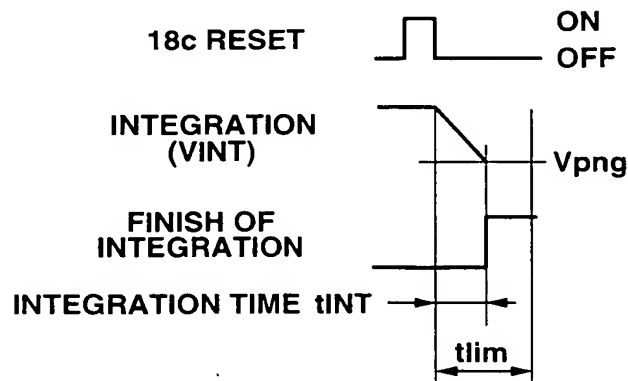 18c RESET
ON
OFF
INTEGRATION
(VINT)
Vpng
FINISH OF
INTEGRATION
INTEGRATION TIME tINT
tlim